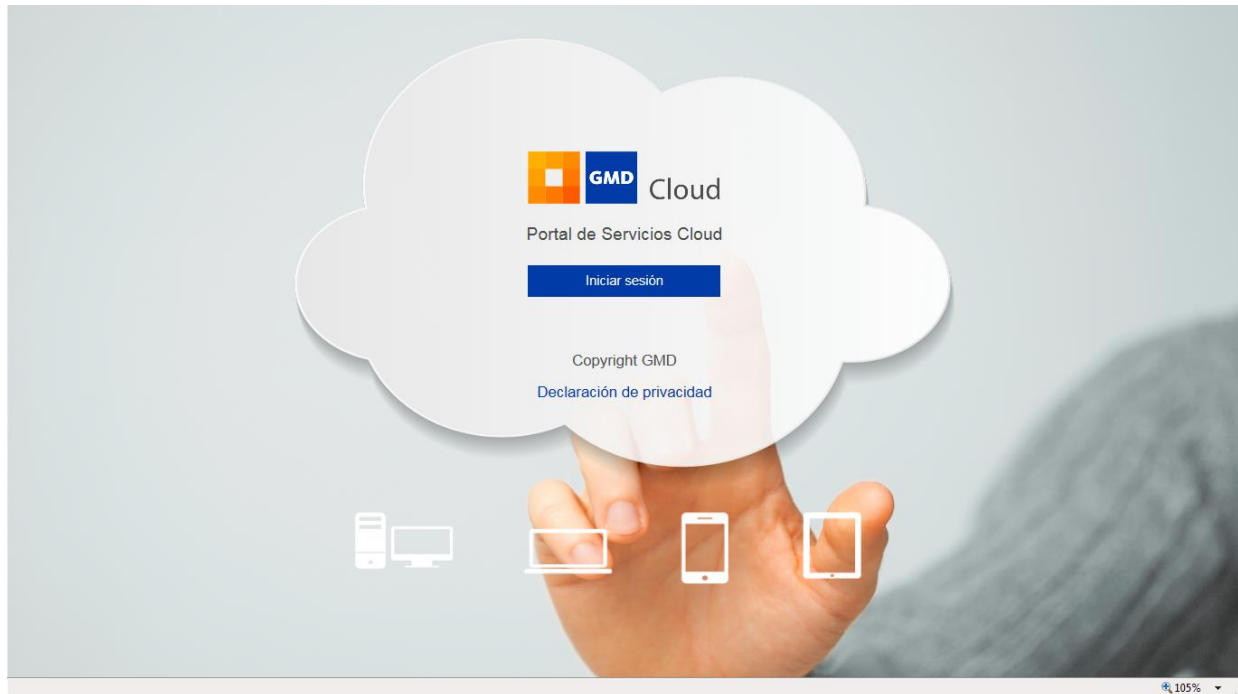 GMD
Cloud
Portal de Servicios Cloud
Iniciar sesión
Copyright GMD
Declaración de privacidad
105%